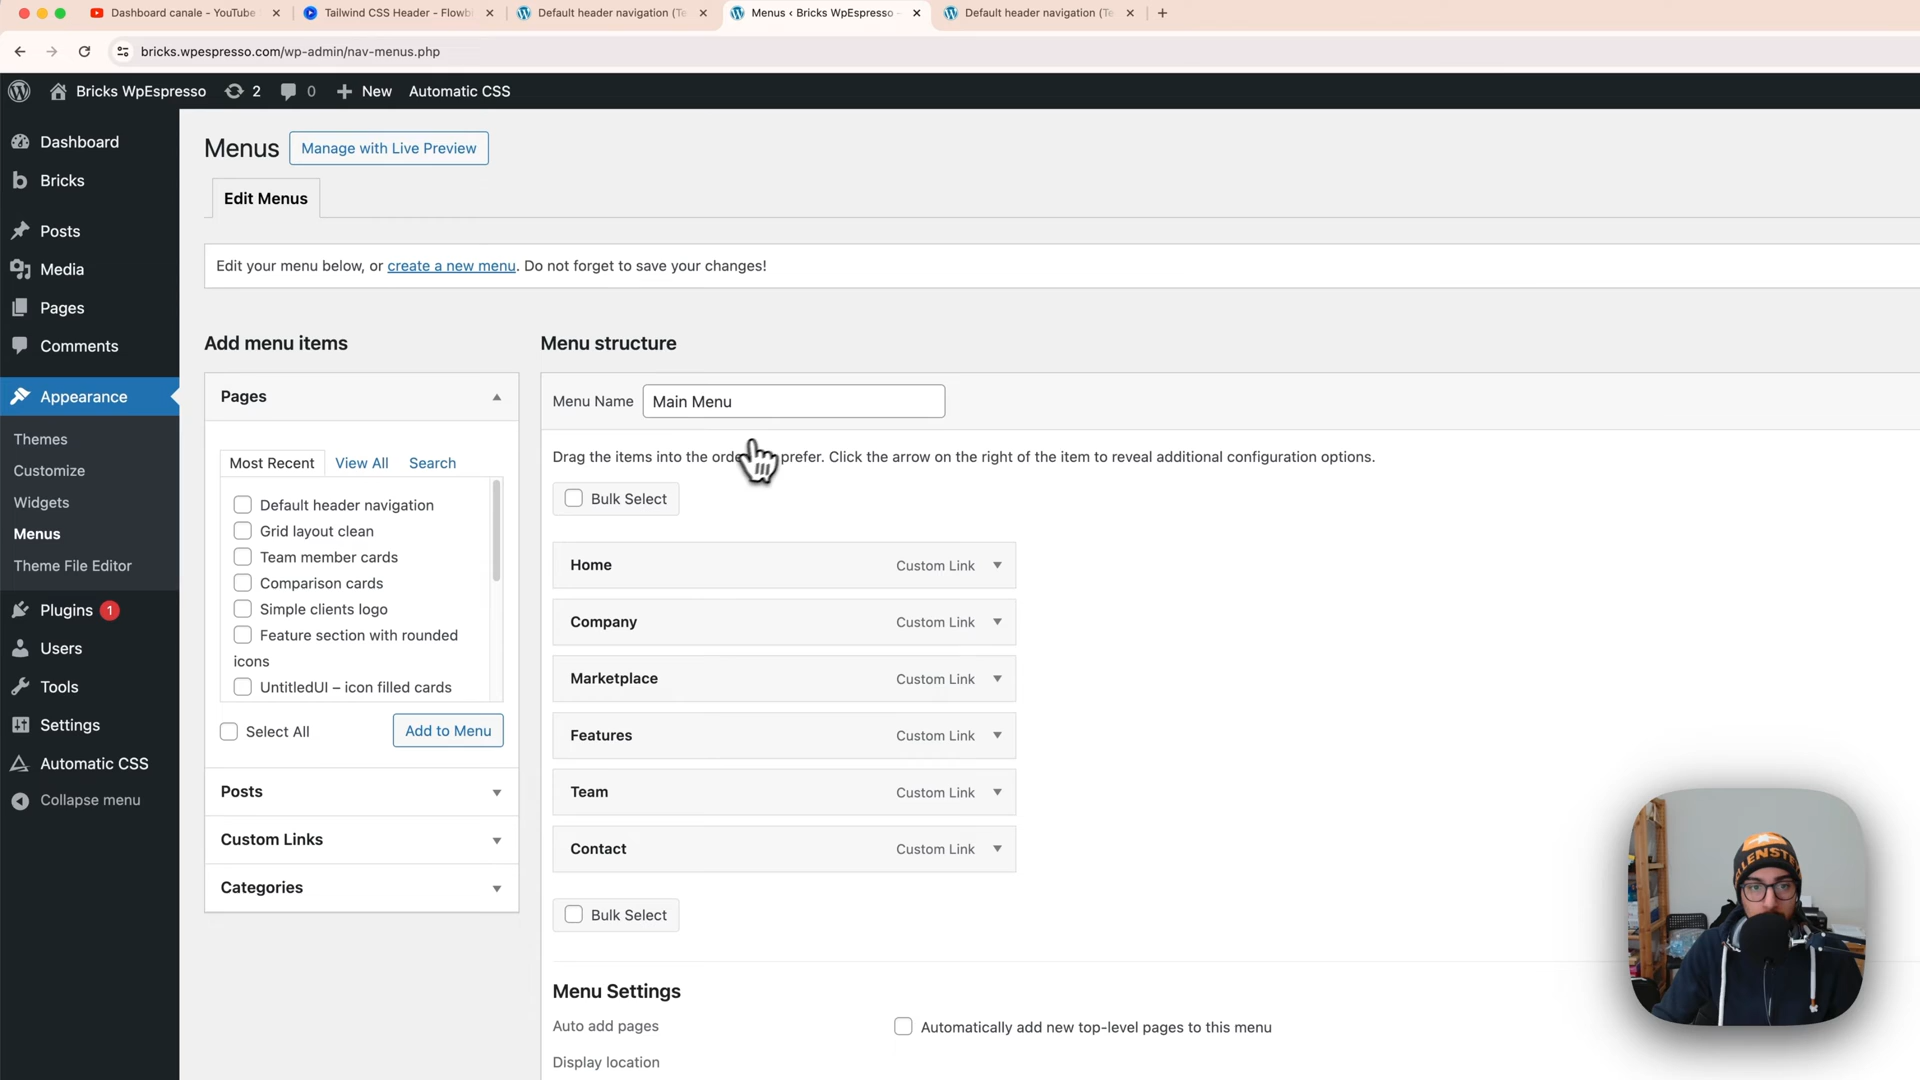 Dashboard canale - YouTube
Tailwind CSS Header - Flowbi
Default header navigation (Te
Menus ‹ Bricks WpEspresso –
Default header navigation (Te
bricks.wpespresso.com/wp-admin/nav-menus.php
Bricks WpEspresso
2
0
New
Automatic CSS
Dashboard
Bricks
Posts
Media
Pages
Comments
Appearance
Themes
Customize
Widgets
Menus
Theme File Editor
Plugins 1
Users
Tools
Settings
Automatic CSS
Collapse menu
Menus
Manage with Live Preview
Edit Menus
Edit your menu below, or create a new menu. Do not forget to save your changes!
Add menu items
Pages
Most Recent
View All
Search
Default header navigation
Grid layout clean
Team member cards
Comparison cards
Simple clients logo
Feature section with rounded
icons
UntitledUI – icon filled cards
Select All
Add to Menu
Posts
Custom Links
Categories
Menu structure
Menu Name
Main Menu
Drag the items into the prefer. Click the arrow on the right of the item to reveal additional configuration options.
Bulk Select
Home Custom Link
Company Custom Link
Marketplace Custom Link
Features Custom Link
Team Custom Link
Contact Custom Link
Bulk Select
Menu Settings
Auto add pages
Automatically add new top-level pages to this menu
Display location